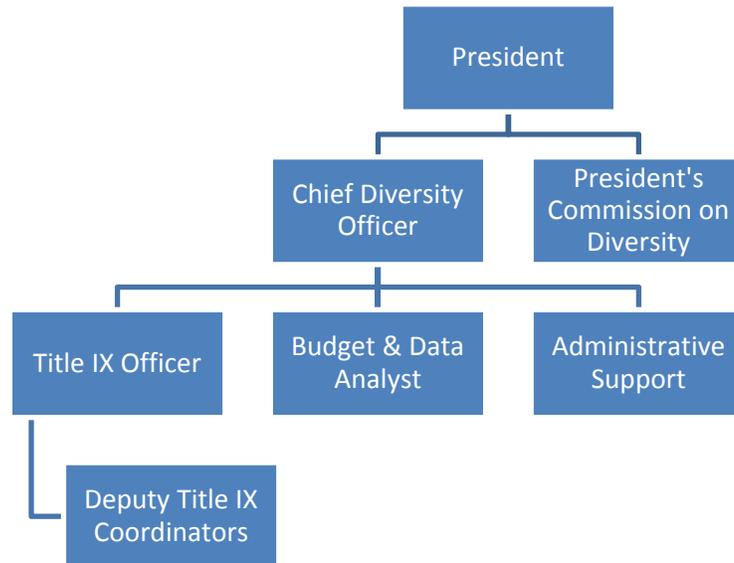 President
Chief Diversity
Officer
President's
Commission on
Diversity
Title IX Officer
Budget & Data
Analyst
Administrative
Support
Deputy Title IX
Coordinators